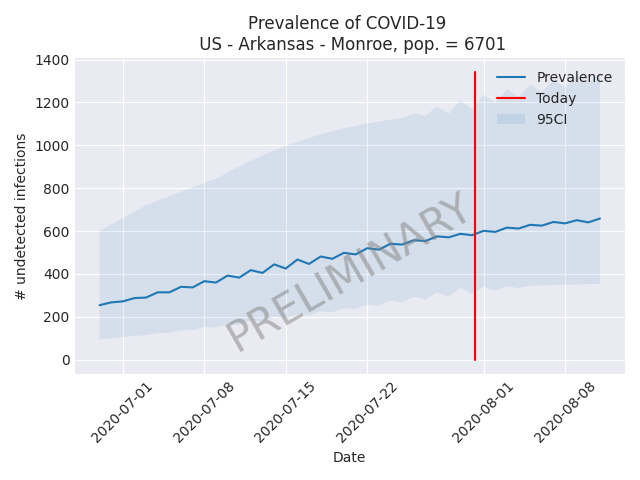 Prevalence of COVID-19
US - Arkansas - Monroe, pop. = 6701
1400
1200
1000
800
600
400
200
0
# undetected infections
Prevalence
Today
95CI
PRELIMINARY
2020-07-01
2020-07-08
2020-07-15
2020-07-22
2020-08-01
2020-08-08
Date